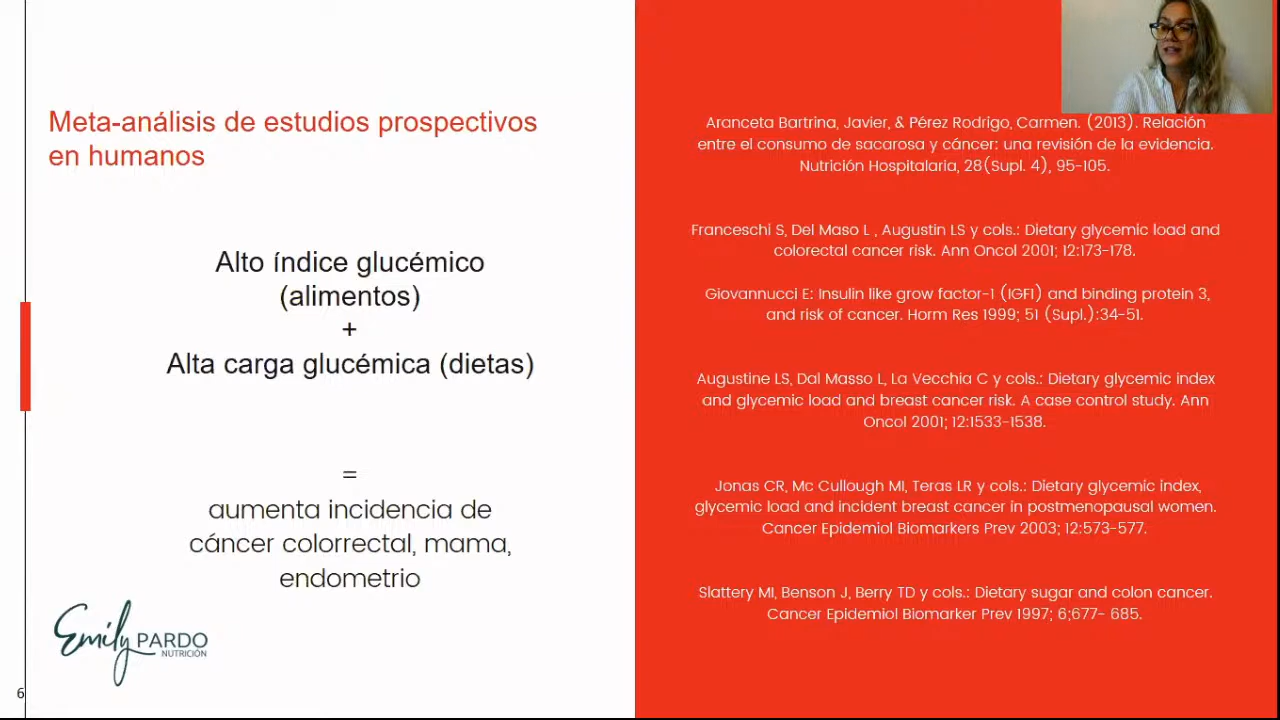 Meta-análisis de estudios prospectivos
en humanos
Alto índice glucémico
(alimentos)
+
Alta carga glucémica (dietas)
=
aumenta incidencia de
cáncer colorrectal, mama,
endometrio
Emily PARDO
NUTRICIÓN
6
Aranceta Bartrina, Javier, & Pérez Rodrigo, Carmen. (2013). Relación
entre el consumo de sacarosa y cáncer: una revisión de la evidencia.
Nutrición Hospitalaria, 28(Supl. 4), 95-105.
Franceschi S, Del Maso L , Augustin LS y cols.: Dietary glycemic load and
colorectal cancer risk. Ann Oncol 2001; 12:173-178.
Giovannucci E: Insulin like grow factor-1 (IGF1) and binding protein 3,
and risk of cancer. Horm Res 1999; 51 (Supl.):34-51.
Augustine LS, Dal Masso L, La Vecchia C y cols.: Dietary glycemic index
and glycemic load and breast cancer risk. A case control study. Ann
Oncol 2001; 12:1533-1538.
Jonas CR, Mc Cullough MI, Teras LR y cols.: Dietary glycemic index,
glycemic load and incident breast cancer in postmenopausal women.
Cancer Epidemiol Biomarkers Prev 2003; 12:573-577.
Slattery MI, Benson J, Berry TD y cols.: Dietary sugar and colon cancer.
Cancer Epidemiol Biomarker Prev 1997; 6;677- 685.